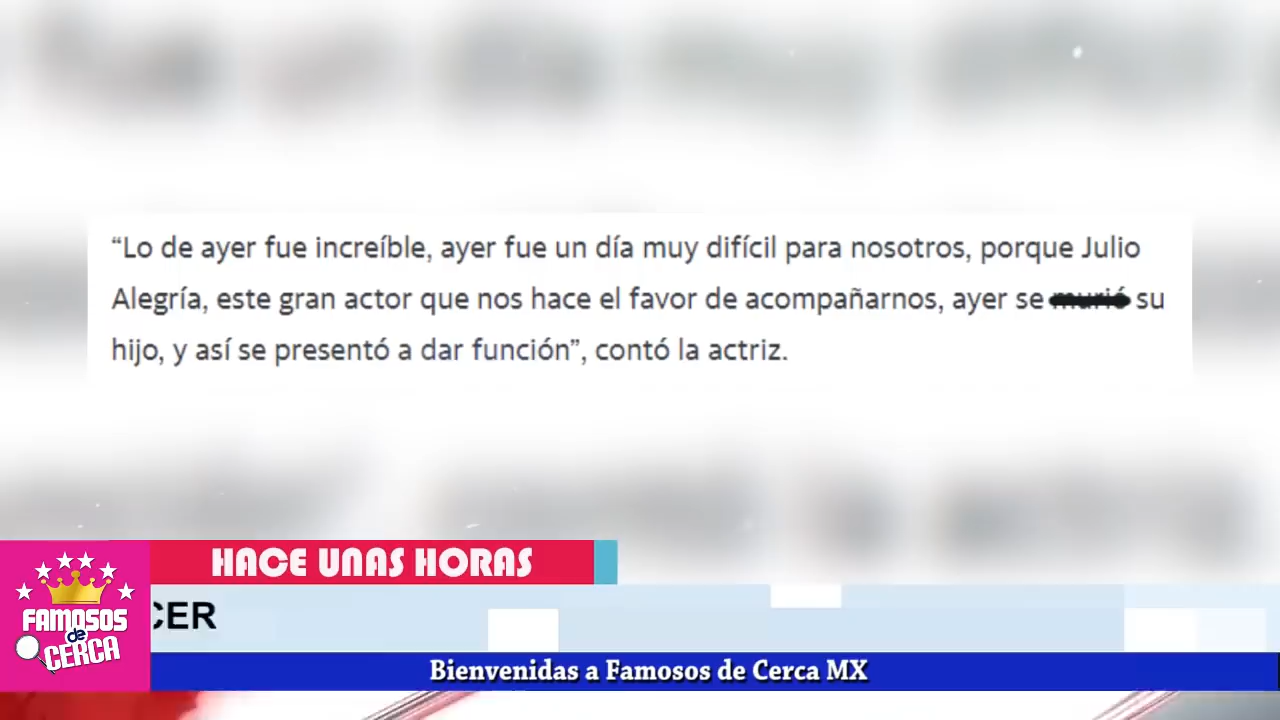 “Lo de ayer fue increíble, ayer fue un día muy difícil para nosotros, porque Julio
Alegría, este gran actor que nos hace el favor de acompañarnos, ayer se murió su
hijo, y así se presentó a dar función”, contó la actriz.
HACE UNAS HORAS
CER
FAMOSOS
de
CERCA
Bienvenidas a Famosos de Cerca MX